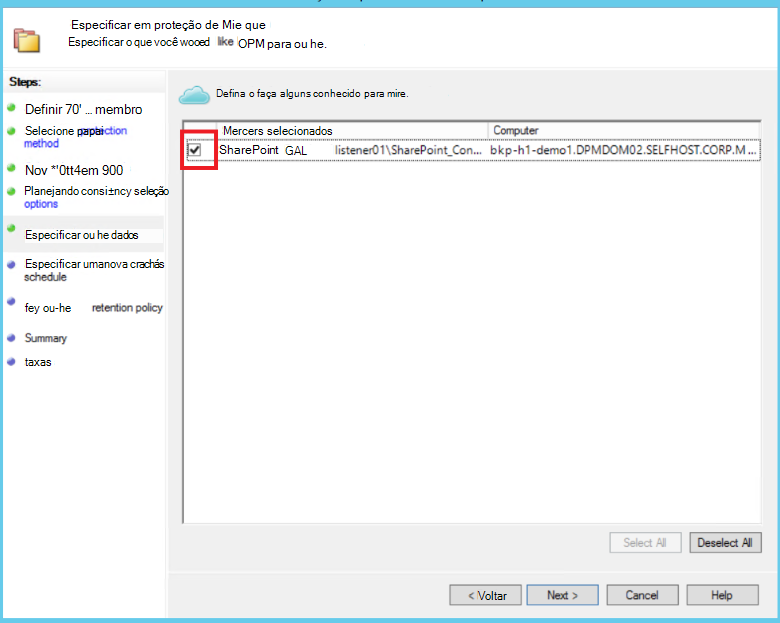 Especificar em proteção de Mie que
Especificar o que você wooed like OPM para ou he.
Steps:
Defina o faça alguns conhecido para mire.
Definir 70' ... membro
Selecione papai protection
method
Nov *'0tt4em 900
Planejando consi±ncy seleção
options
Especificar ou he dados
Especificar umanova crachás
schedule
fey ou-he retention policy
Summary
taxas
Mercers selecionados Computer
SharePoint GAL listener01\SharePoint_Con... bkp-h1-demo1.DPMDOM02.SELFHOST.CORP.M ...
Select All Deselect All
< Voltar Next > Cancel Help